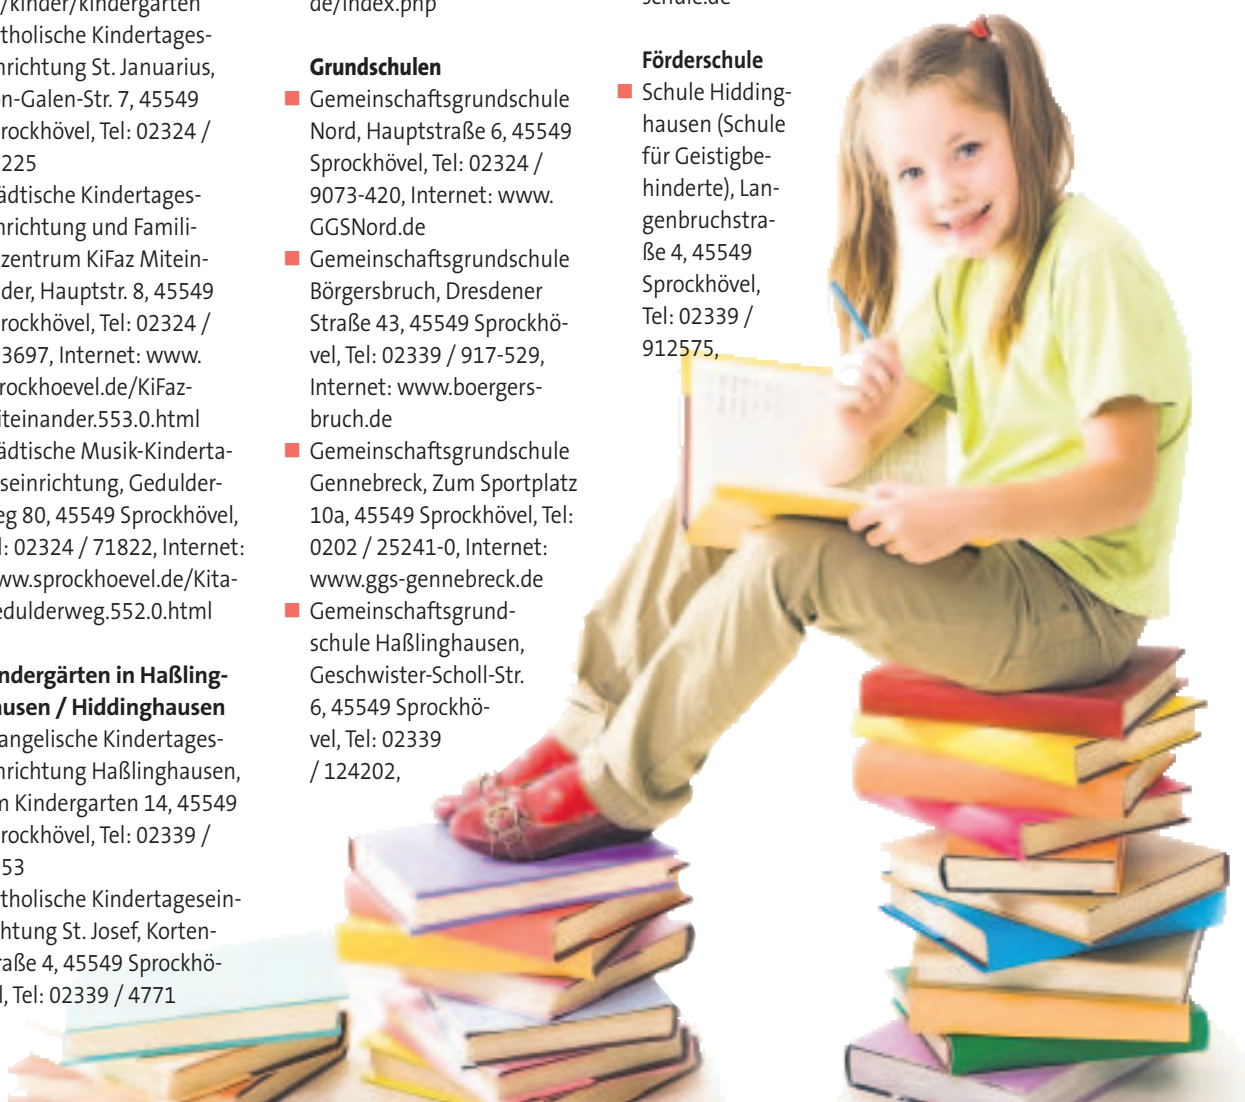 /kinder/kindergarten
tholische Kindertages-
nrichtung St. Januarius,
n-Galen-Str. 7, 45549
rockhövel, Tel: 02324 /
225
ädtische Kindertages-
nrichtung und Famili-
zentrum KiFaz Mitein-
der, Hauptstr. 8, 45549
rockhövel, Tel: 02324 /
3697, Internet: www.
rockhoevel.de/KiFaz-
iteinander.553.0.html
ädtische Musik-Kinderta-
seinrichtung, Gedulder-
eg 80, 45549 Sprockhövel,
l: 02324 / 71822, Internet:
ww.sprockhoevel.de/Kita-
edulderweg.552.0.html
ndergärten in Haßling-
ausen / Hiddinghausen
angelische Kindertages-
nrichtung Haßlinghausen,
m Kindergarten 14, 45549
rockhövel, Tel: 02339 /
53
tholische Kindertagesein-
chtung St. Josef, Korten-
raße 4, 45549 Sprockhö-
l, Tel: 02339 / 4771
de/index.php
Grundschulen
Gemeinschaftsgrundschule
Nord, Hauptstraße 6, 45549
Sprockhövel, Tel: 02324 /
9073-420, Internet: www.
GGSNord.de
Gemeinschaftsgrundschule
Börgersbruch, Dresdener
Straße 43, 45549 Sprockhö-
vel, Tel: 02339 / 917-529,
Internet: www.boergers-
bruch.de
Gemeinschaftsgrundschule
Gennebreck, Zum Sportplatz
10a, 45549 Sprockhövel, Tel:
0202 / 25241-0, Internet:
www.ggs-gennebreck.de
Gemeinschaftsgrund-
schule Haßlinghausen,
Geschwister-Scholl-Str.
6, 45549 Sprockhö-
vel, Tel: 02339
/ 124202,
schule.de
Förderschule
Schule Hidding-
hausen (Schule
für Geistigbe-
hinderte), Lan-
genbruchstra-
ße 4, 45549
Sprockhövel,
Tel: 02339 /
912575,